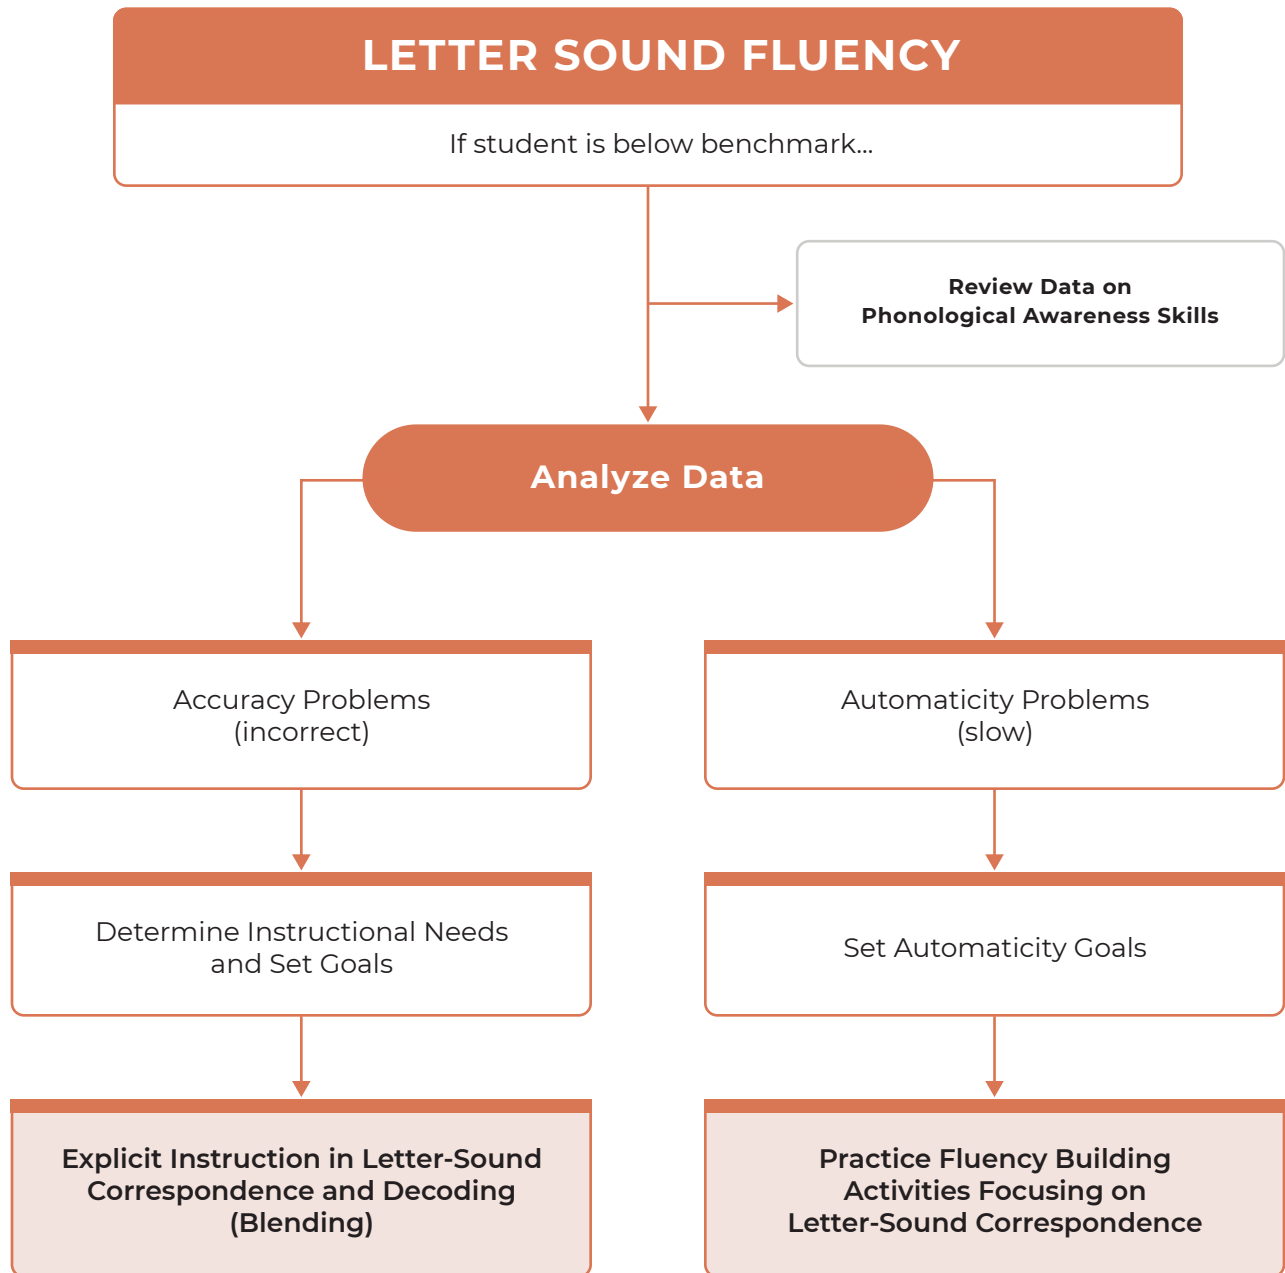 LETTER SOUND FLUENCY
If student is below benchmark...
Review Data on
Phonological Awareness Skills
Analyze Data
Accuracy Problems
(incorrect)
Automaticity Problems
(slow)
Determine Instructional Needs
and Set Goals
Set Automaticity Goals
Explicit Instruction in Letter-Sound
Correspondence and Decoding
(Blending)
Practice Fluency Building
Activities Focusing on
Letter-Sound Correspondence